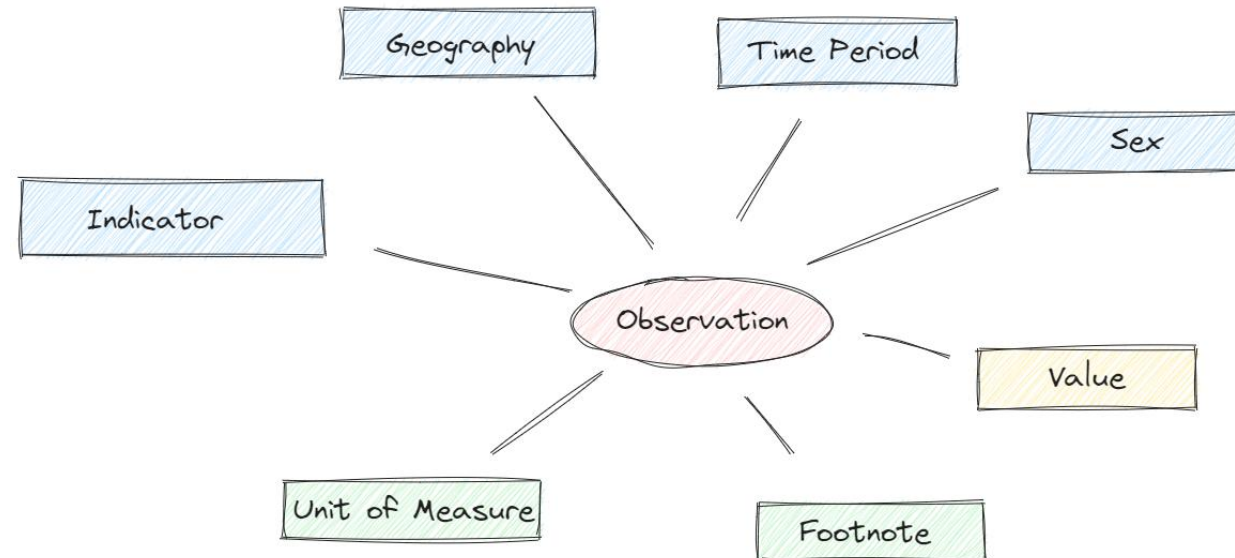 Geography
Time Period
Sex
Indicator
Observation
Value
Unit of Measure
Footnote